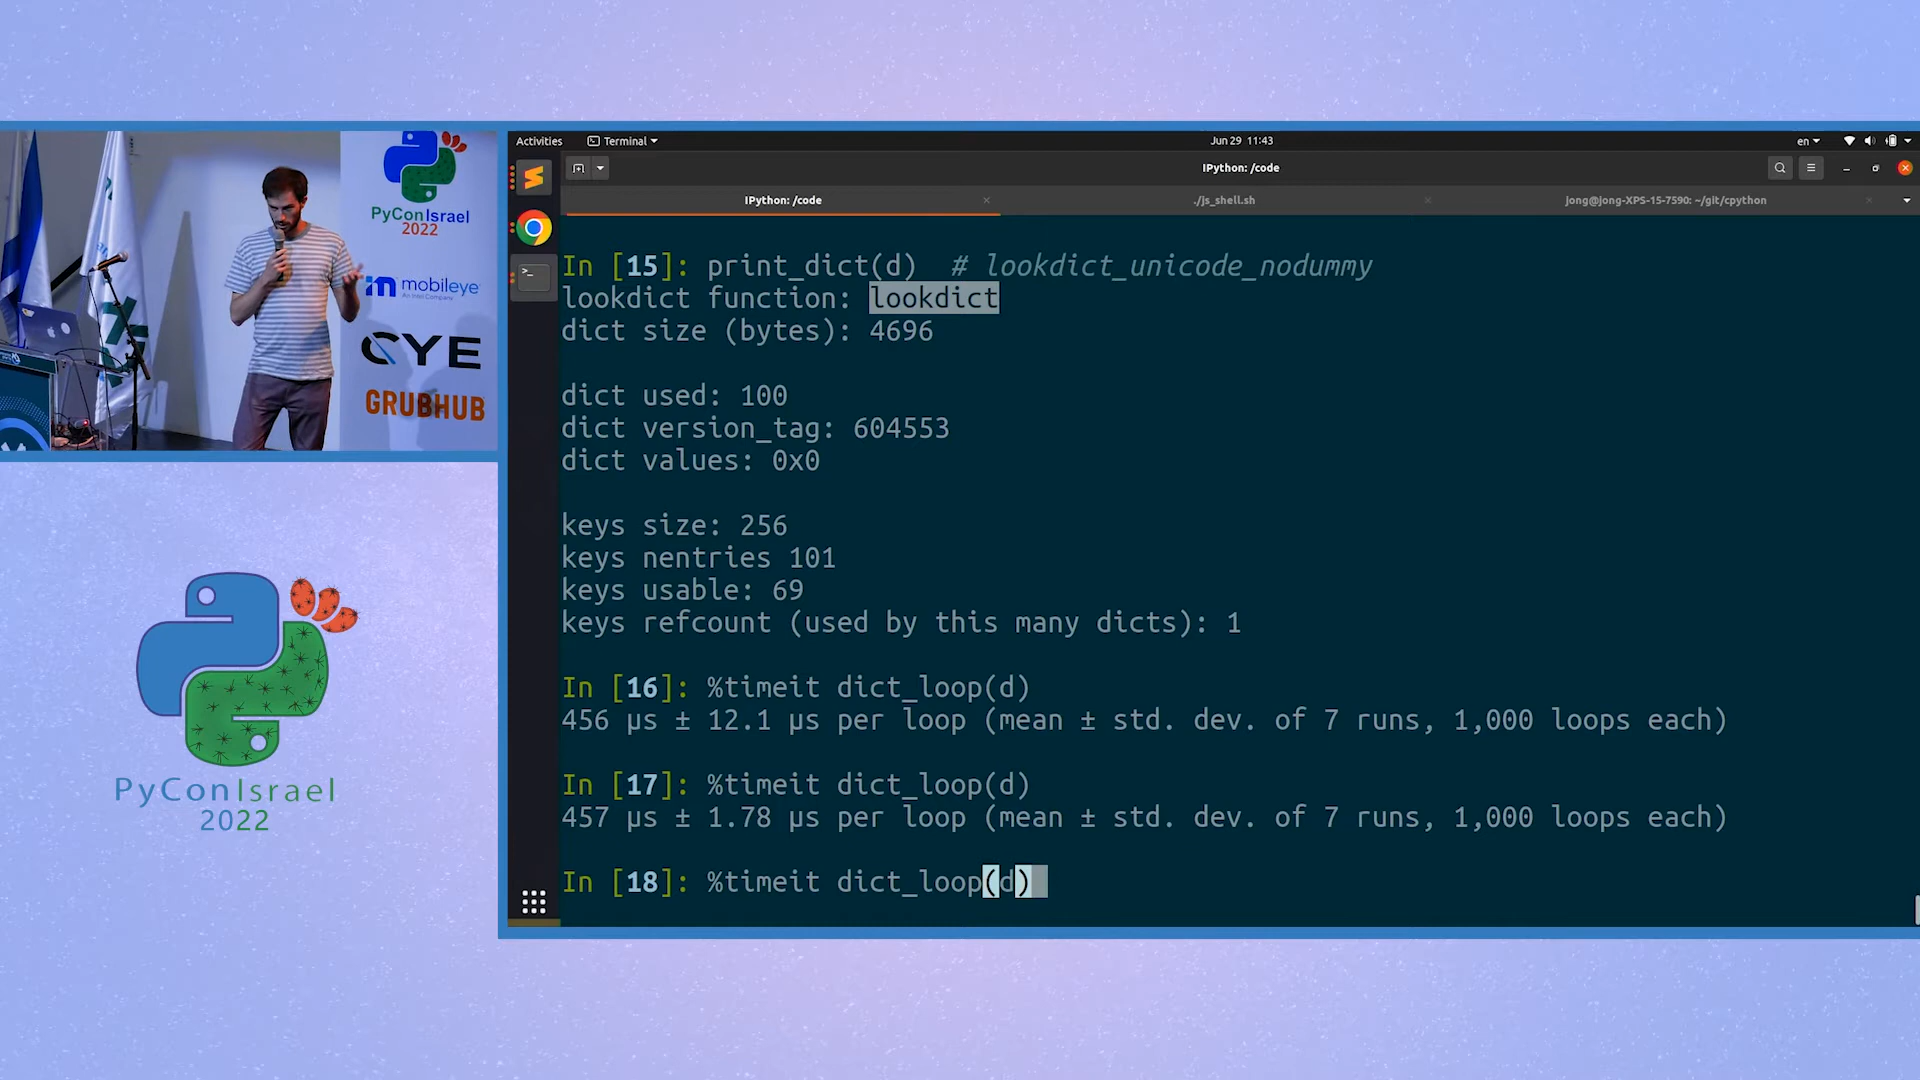 PyConIsrael
2022
mobileye
An Intel Company
CYE
GRUBHUB
PyConIsrael
2022
Activities
Terminal
Jun 29 11:43
en
IPython: /code
IPython: /code
./js_shell.sh
jong@jong-XPS-15-7590: ~/git/cpython
In [15]: print_dict(d)  # lookdict_unicode_nodummy
lookdict function: lookdict
dict size (bytes): 4696
dict used: 100
dict version_tag: 604553
dict values: 0x0
keys size: 256
keys nentries 101
keys usable: 69
keys refcount (used by this many dicts): 1
In [16]: %timeit dict_loop(d)
456 µs ± 12.1 µs per loop (mean ± std. dev. of 7 runs, 1,000 loops each)
In [17]: %timeit dict_loop(d)
457 µs ± 1.78 µs per loop (mean ± std. dev. of 7 runs, 1,000 loops each)
In [18]: %timeit dict_loop(d)